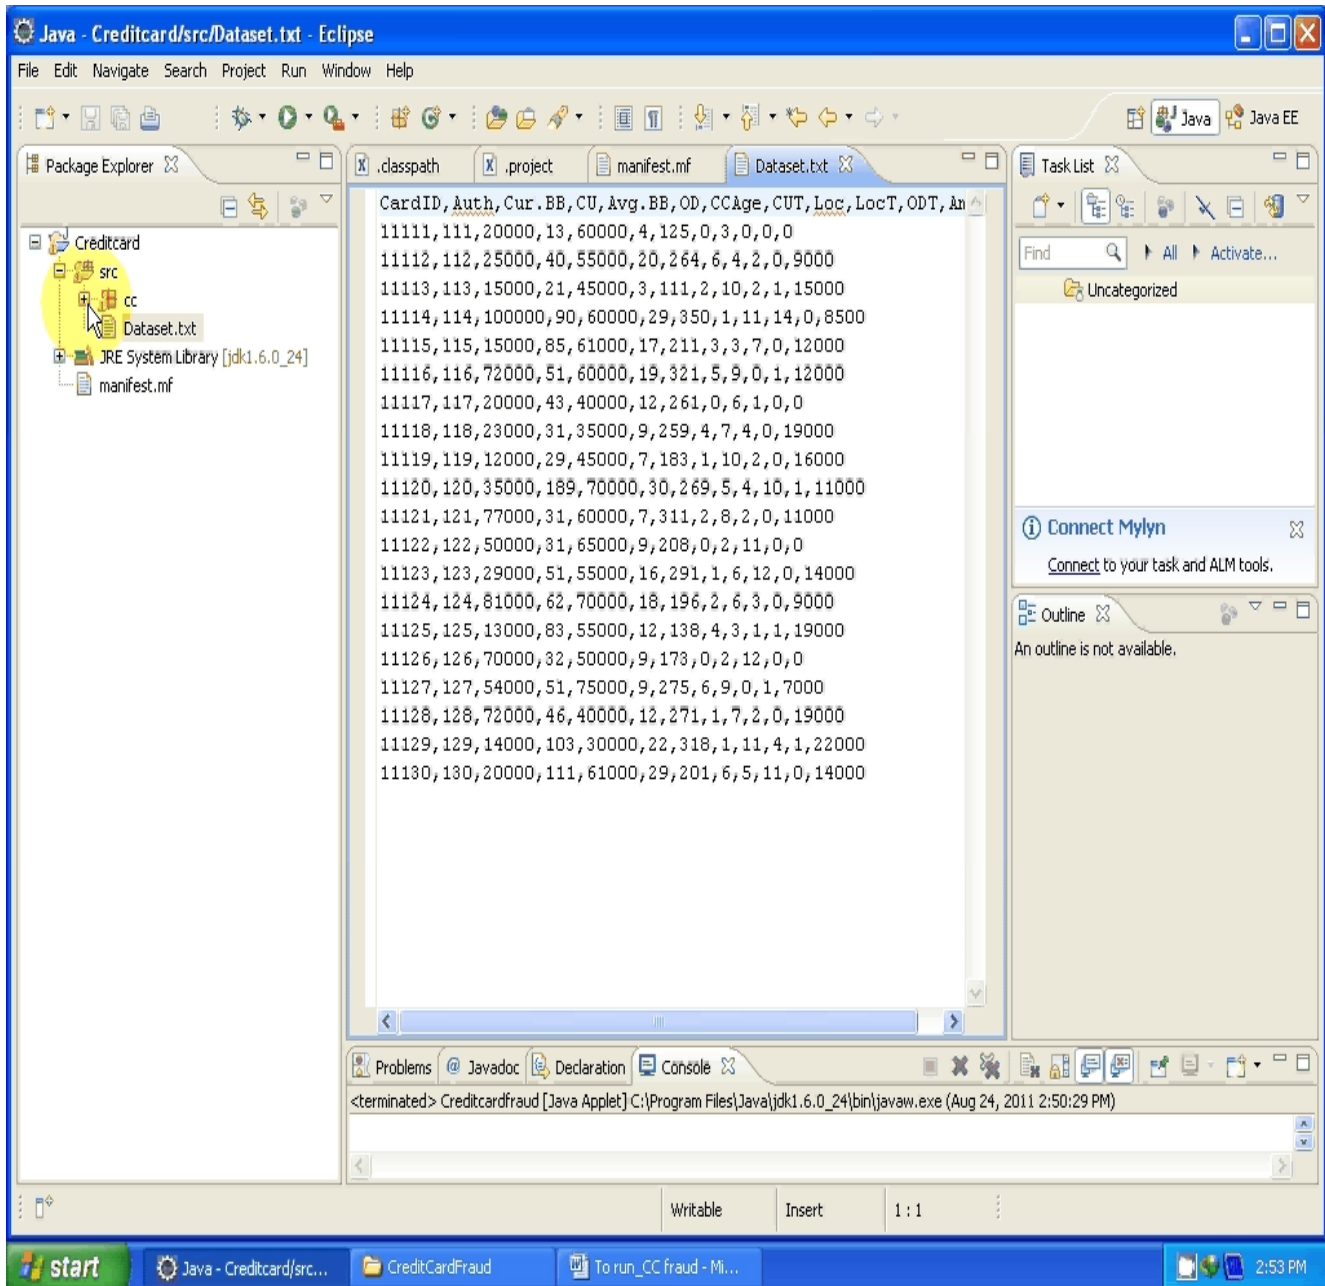 Java - Creditcard/src/Dataset.txt - Eclipse
File Edit Navigate Search Project Run Window Help
Java Java EE
Package Explorer
Creditcard
src
cc
Dataset.txt
JRE System Library [jdk1.6.0_24]
manifest.mf
.classpath .project manifest.mf Dataset.txt
CardID,Auth,Cur.BB,CU,Avg.BB,OD,CCAge,CUT,Loc,LocT,ODT,Am
11111,111,20000,13,60000,4,125,0,3,0,0,0
11112,112,25000,40,55000,20,264,6,4,2,0,9000
11113,113,15000,21,45000,3,111,2,10,2,1,15000
11114,114,100000,90,60000,29,350,1,11,14,0,8500
11115,115,15000,85,61000,17,211,3,3,7,0,12000
11116,116,72000,51,60000,19,321,5,9,0,1,12000
11117,117,20000,43,40000,12,261,0,6,1,0,0
11118,118,23000,31,35000,9,259,4,7,4,0,19000
11119,119,12000,29,45000,7,183,1,10,2,0,16000
11120,120,35000,189,70000,30,269,5,4,10,1,11000
11121,121,77000,31,60000,7,311,2,8,2,0,11000
11122,122,50000,31,65000,9,208,0,2,11,0,0
11123,123,29000,51,55000,16,291,1,6,12,0,14000
11124,124,81000,62,70000,18,196,2,6,3,0,9000
11125,125,13000,83,55000,12,138,4,3,1,1,19000
11126,126,70000,32,50000,9,173,0,2,12,0,0
11127,127,54000,51,75000,9,275,6,9,0,1,7000
11128,128,72000,46,40000,12,271,1,7,2,0,19000
11129,129,14000,103,30000,22,318,1,11,4,1,22000
11130,130,20000,111,61000,29,201,6,5,11,0,14000
Task List
Find All Activate...
Uncategorized
Connect Mylyn
Connect to your task and ALM tools.
Outline
An outline is not available.
Problems Javadoc Declaration Console
<terminated> Creditcardfraud [Java Applet] C:\Program Files\Java\jdk1.6.0_24\bin\javaw.exe (Aug 24, 2011 2:50:29 PM)
Writable Insert 1 : 1
start Java - Creditcard/src... CreditCardFraud To run_CC fraud - Mi... 2:53 PM